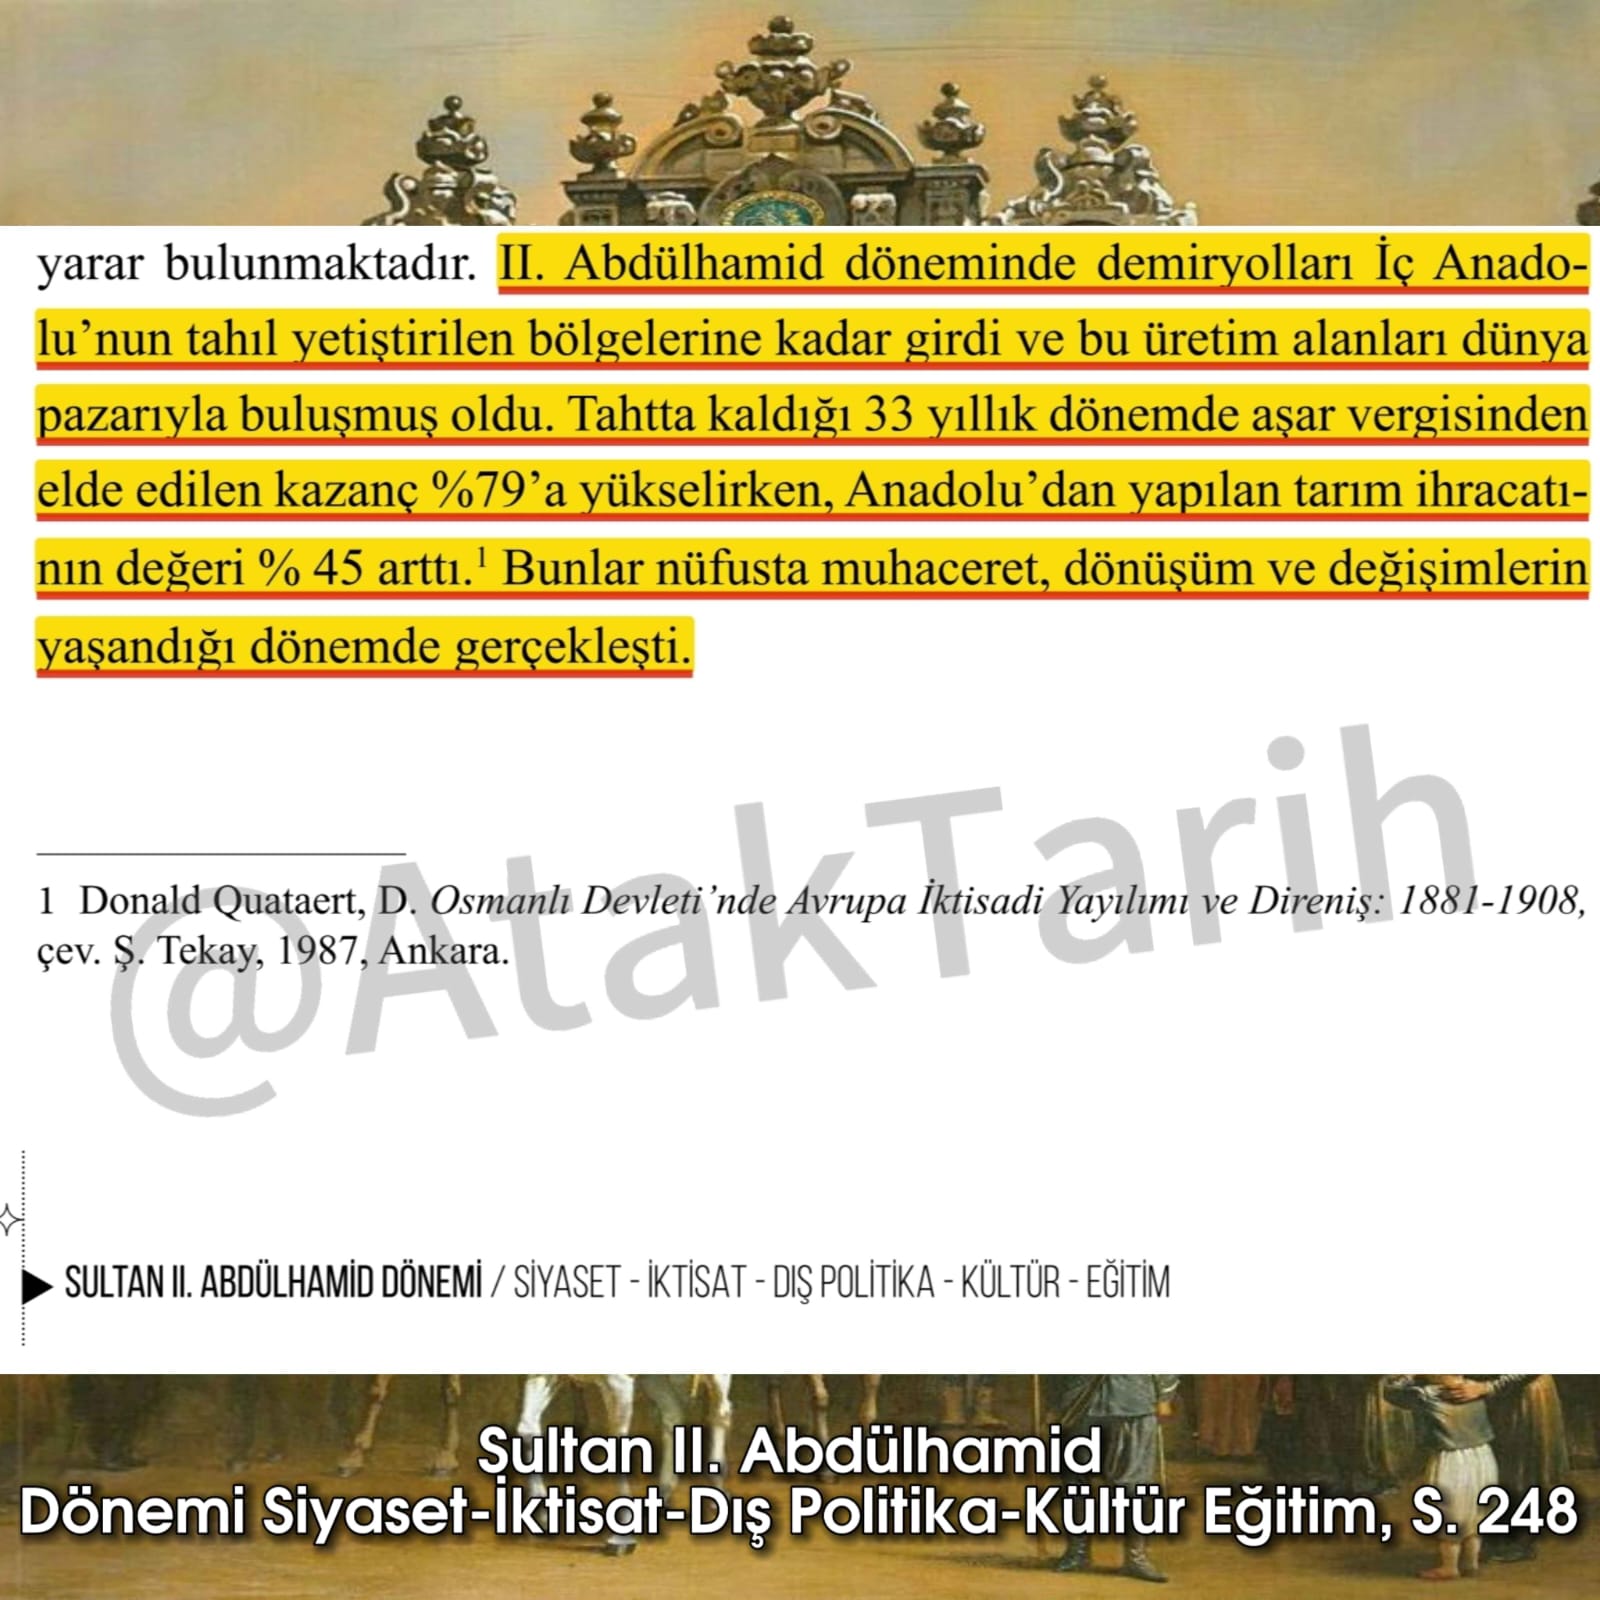 yarar bulunmaktadır. II. Abdülhamid döneminde demiryolları İç Anado-
lu’nun tahıl yetiştirilen bölgelerine kadar girdi ve bu üretim alanları dünya
pazarıyla buluşmuş oldu. Tahtta kaldığı 33 yıllık dönemde aşar vergisinden
elde edilen kazanç %79’a yükselirken, Anadolu’dan yapılan tarım ihracatı-
nın değeri % 45 arttı.¹ Bunlar nüfusta muhaceret, dönüşüm ve değişimlerin
yaşandığı dönemde gerçekleşti.
@AtakTarih
1 Donald Quataert, D. Osmanlı Devleti’nde Avrupa İktisadi Yayılımı ve Direniş: 1881-1908,
çev. Ş. Tekay, 1987, Ankara.
SULTAN II. ABDÜLHAMİD DÖNEMİ / SİYASET - İKTİSAT - DIŞ POLİTİKA - KÜLTÜR - EĞİTİM
Sultan II. Abdülhamid
Dönemi Siyaset-İktisat-Dış Politika-Kültür Eğitim, S. 248